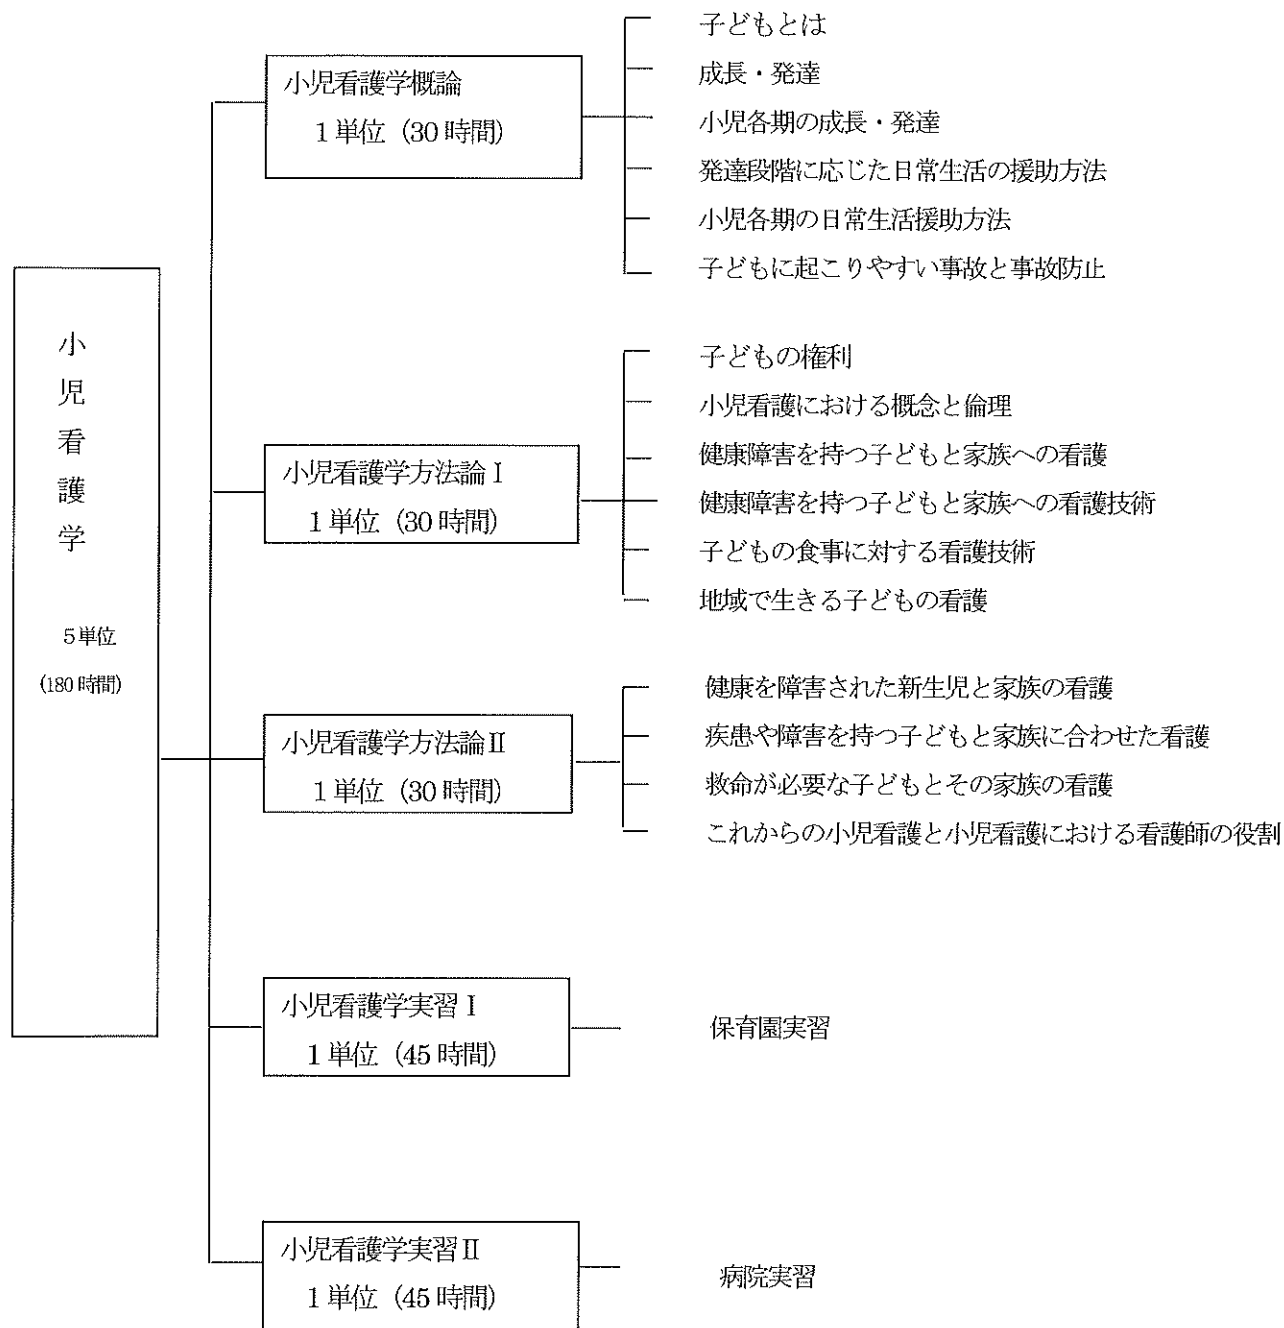 小児看護学
5単位
(180時間)
小児看護学概論
1単位（30時間）
子どもとは
成長・発達
小児各期の成長・発達
発達段階に応じた日常生活の援助方法
小児各期の日常生活援助方法
子どもに起こりやすい事故と事故防止
小児看護学方法論Ⅰ
1単位（30時間）
子どもの権利
小児看護における概念と倫理
健康障害を持つ子どもと家族への看護
健康障害を持つ子どもと家族への看護技術
子どもの食事に対する看護技術
地域で生きる子どもの看護
小児看護学方法論Ⅱ
1単位（30時間）
健康を障害された新生児と家族の看護
疾患や障害を持つ子どもと家族に合わせた看護
救命が必要な子どもとその家族の看護
これからの小児看護と小児看護における看護師の役割
小児看護学実習Ⅰ
1単位（45時間）
保育園実習
小児看護学実習Ⅱ
1単位（45時間）
病院実習